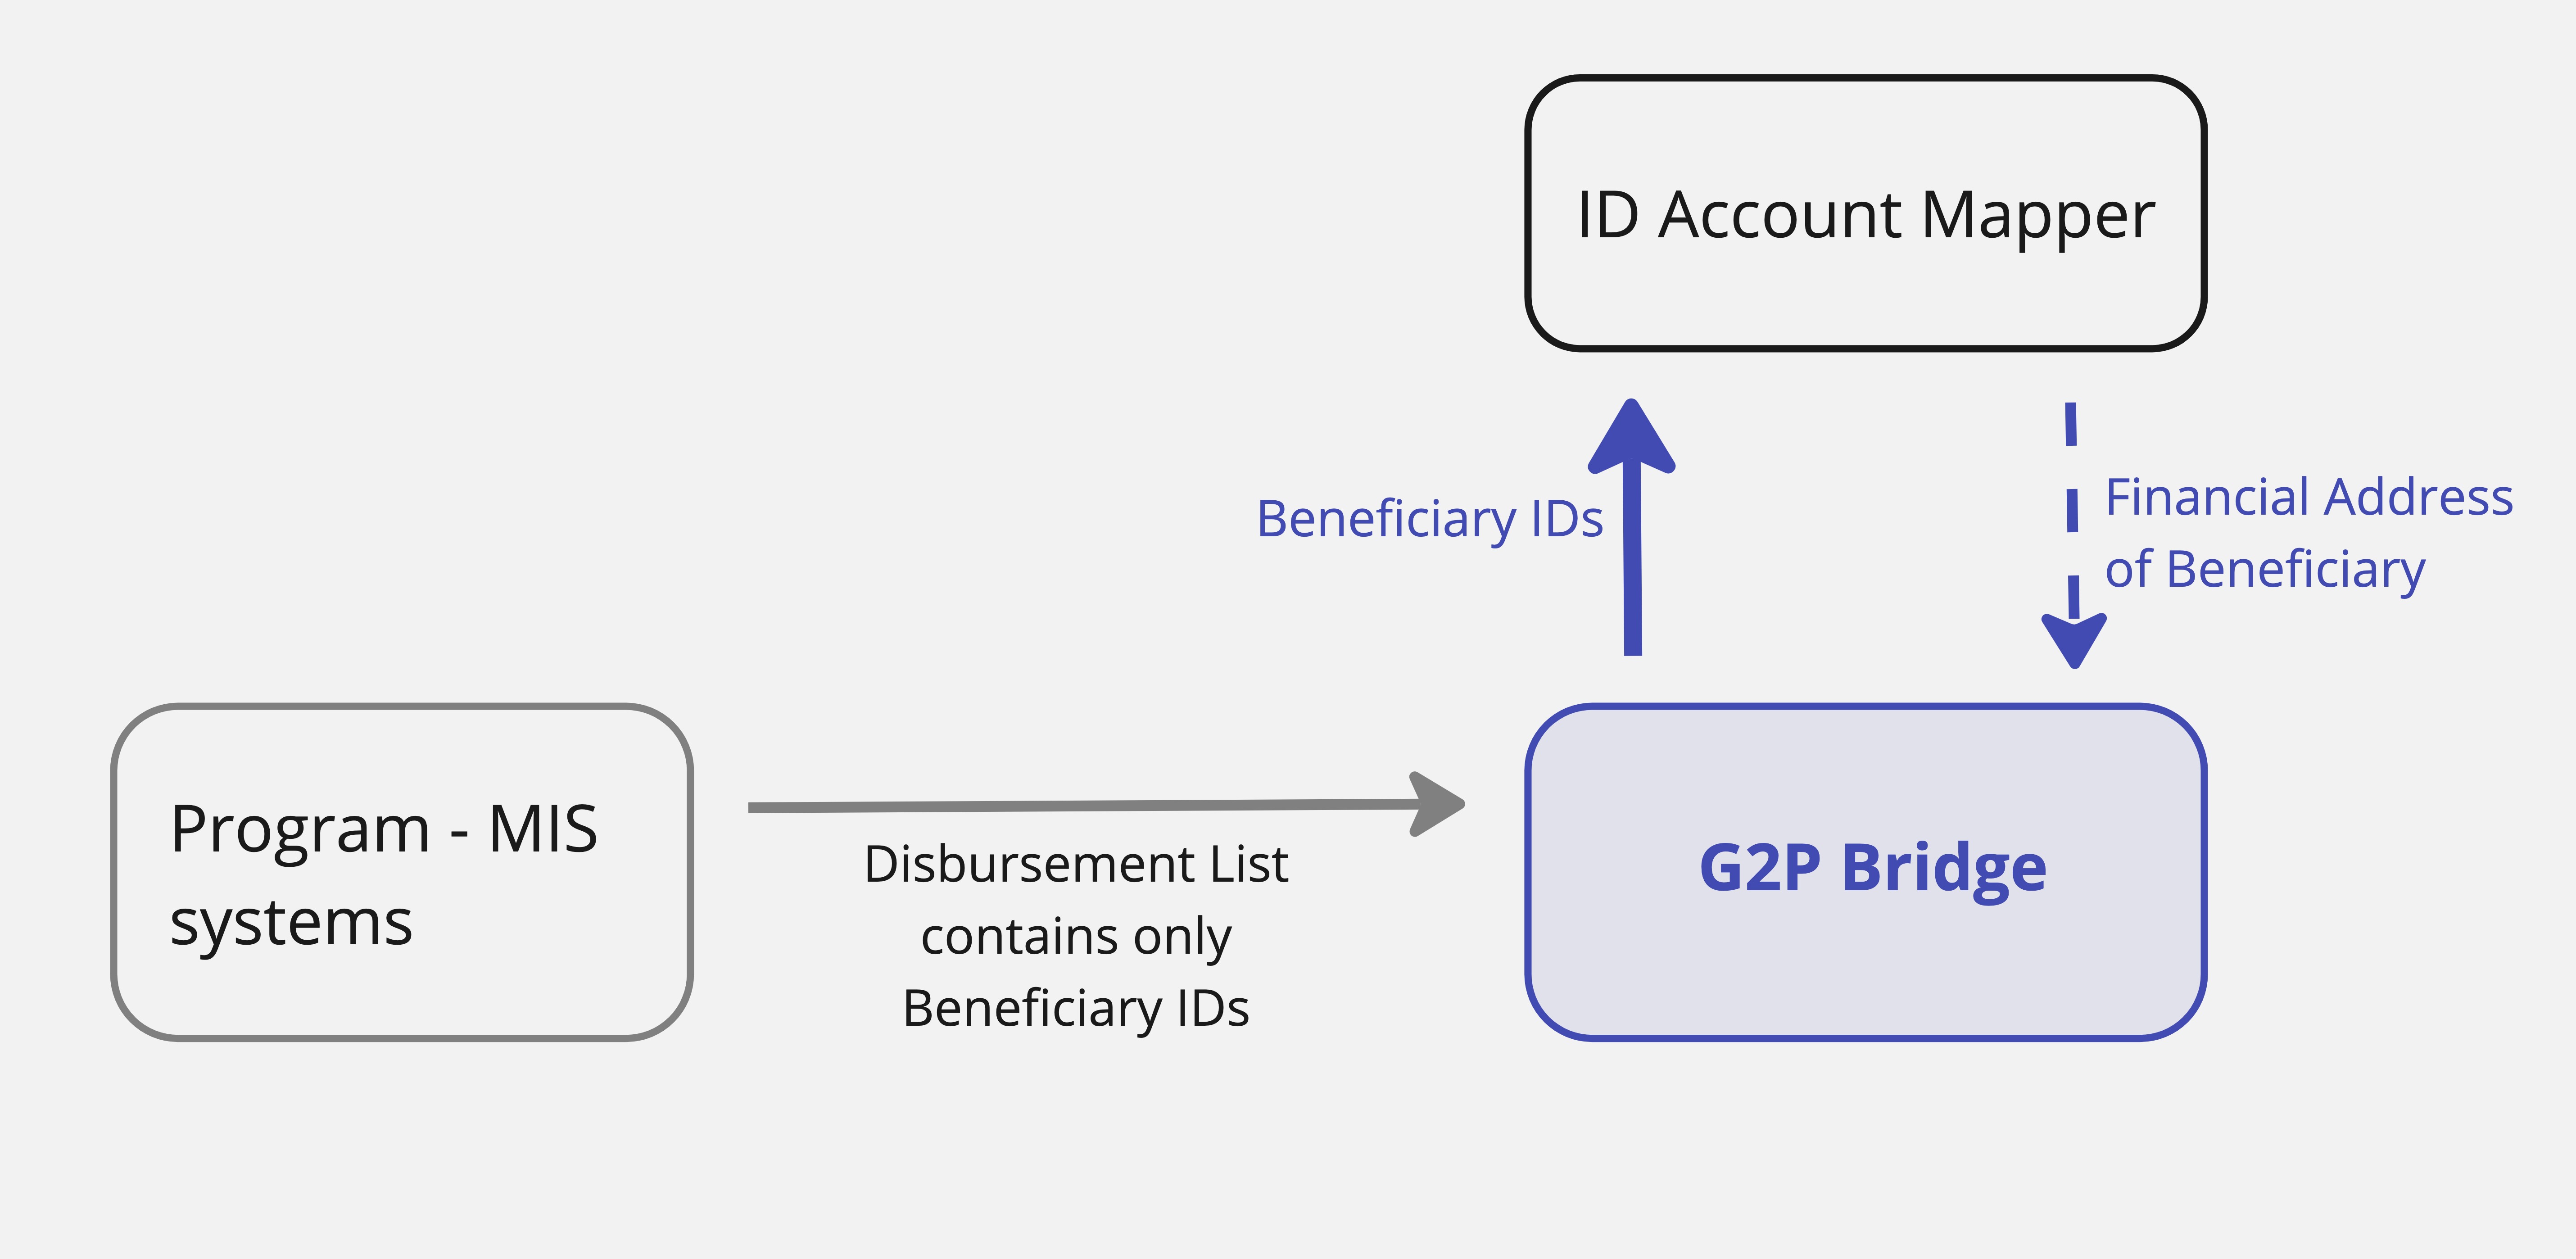 ID Account Mapper
Beneficiary IDs
Financial Address
of Beneficiary
Program - MIS
systems
Disbursement List
contains only
Beneficiary IDs
G2P Bridge